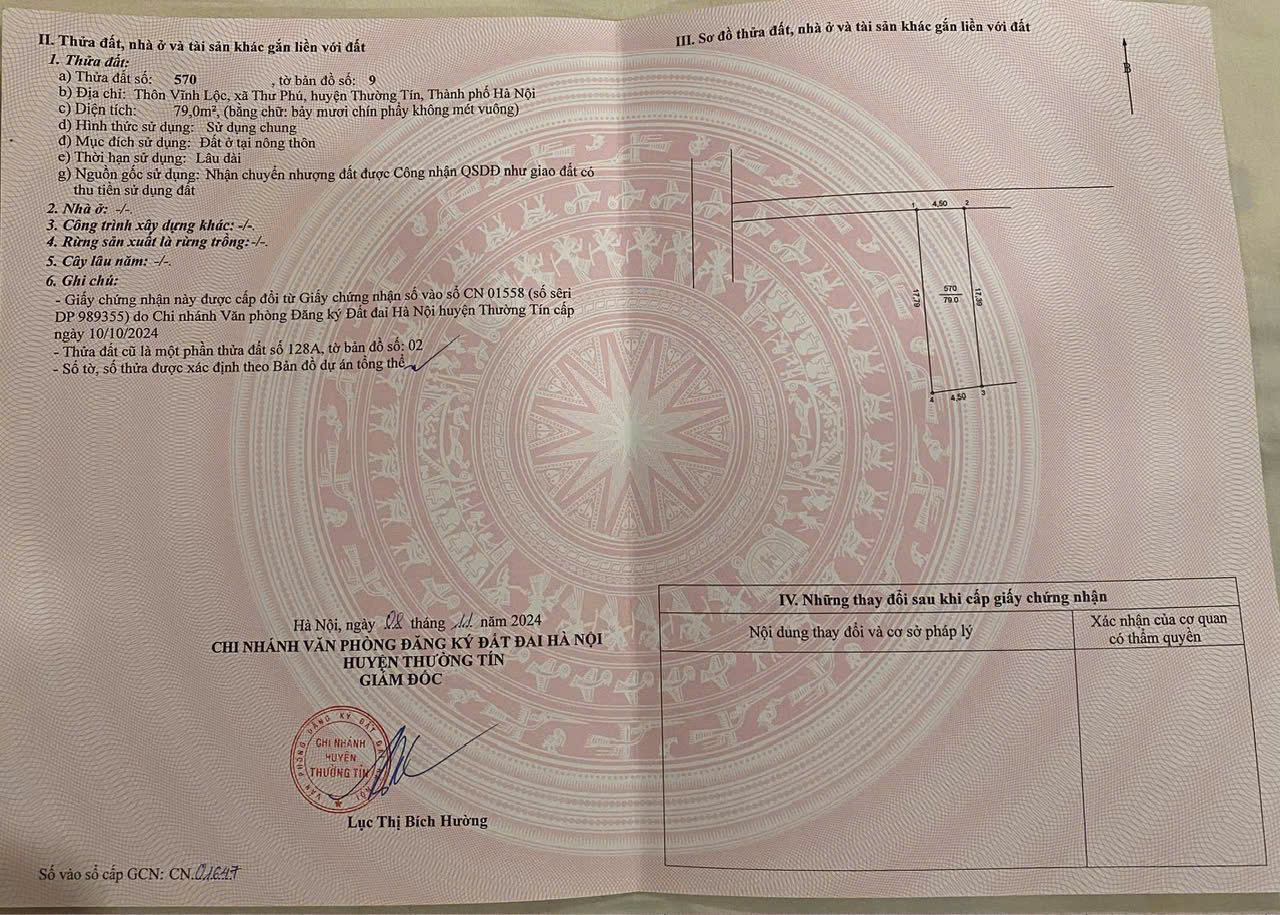 II. Thửa đất, nhà ở và tài sản khác gắn liền với đất
1. Thửa đất:
a) Thửa đất số: 570 , tờ bản đồ số: 9
b) Địa chỉ: Thôn Vĩnh Lộc, xã Thư Phú, huyện Thường Tín, Thành phố Hà Nội
c) Diện tích: 79,0m², (bằng chữ: bảy mươi chín phẩy không mét vuông)
d) Hình thức sử dụng: Sử dụng chung
đ) Mục đích sử dụng: Đất ở tại nông thôn
e) Thời hạn sử dụng: Lâu dài
g) Nguồn gốc sử dụng: Nhận chuyển nhượng đất được Công nhận QSDĐ như giao đất có
thu tiền sử dụng đất
2. Nhà ở: -/-.
3. Công trình xây dựng khác: -/-.
4. Rừng sản xuất là rừng trồng: -/-.
5. Cây lâu năm: -/-.
6. Ghi chú:
- Giấy chứng nhận này được cấp đổi từ Giấy chứng nhận số vào sổ CN 01558 (số sêri
DP 989355) do Chi nhánh Văn phòng Đăng ký Đất đai Hà Nội huyện Thường Tín cấp
ngày 10/10/2024
- Thửa đất cũ là một phần thửa đất số 128A, tờ bản đồ số: 02
- Số tờ, số thửa được xác định theo Bản đồ dự án tổng thể
Hà Nội, ngày 08 tháng 11 năm 2024
CHI NHÁNH VĂN PHÒNG ĐĂNG KÝ ĐẤT ĐAI HÀ NỘI
HUYỆN THƯỜNG TÍN
GIÁM ĐỐC
VĂN PHÒNG ĐĂNG KÝ ĐẤT ĐAI HÀ NỘI
CHI NHÁNH
HUYỆN
THƯỜNG TÍN
Lục Thị Bích Hường
Số vào sổ cấp GCN: CN.01647
III. Sơ đồ thửa đất, nhà ở và tài sản khác gắn liền với đất
B
1 4,50 2
17,79
570
79.0
17,39
4 4,50 3
IV. Những thay đổi sau khi cấp giấy chứng nhận
Nội dung thay đổi và cơ sở pháp lý
Xác nhận của cơ quan
có thẩm quyền